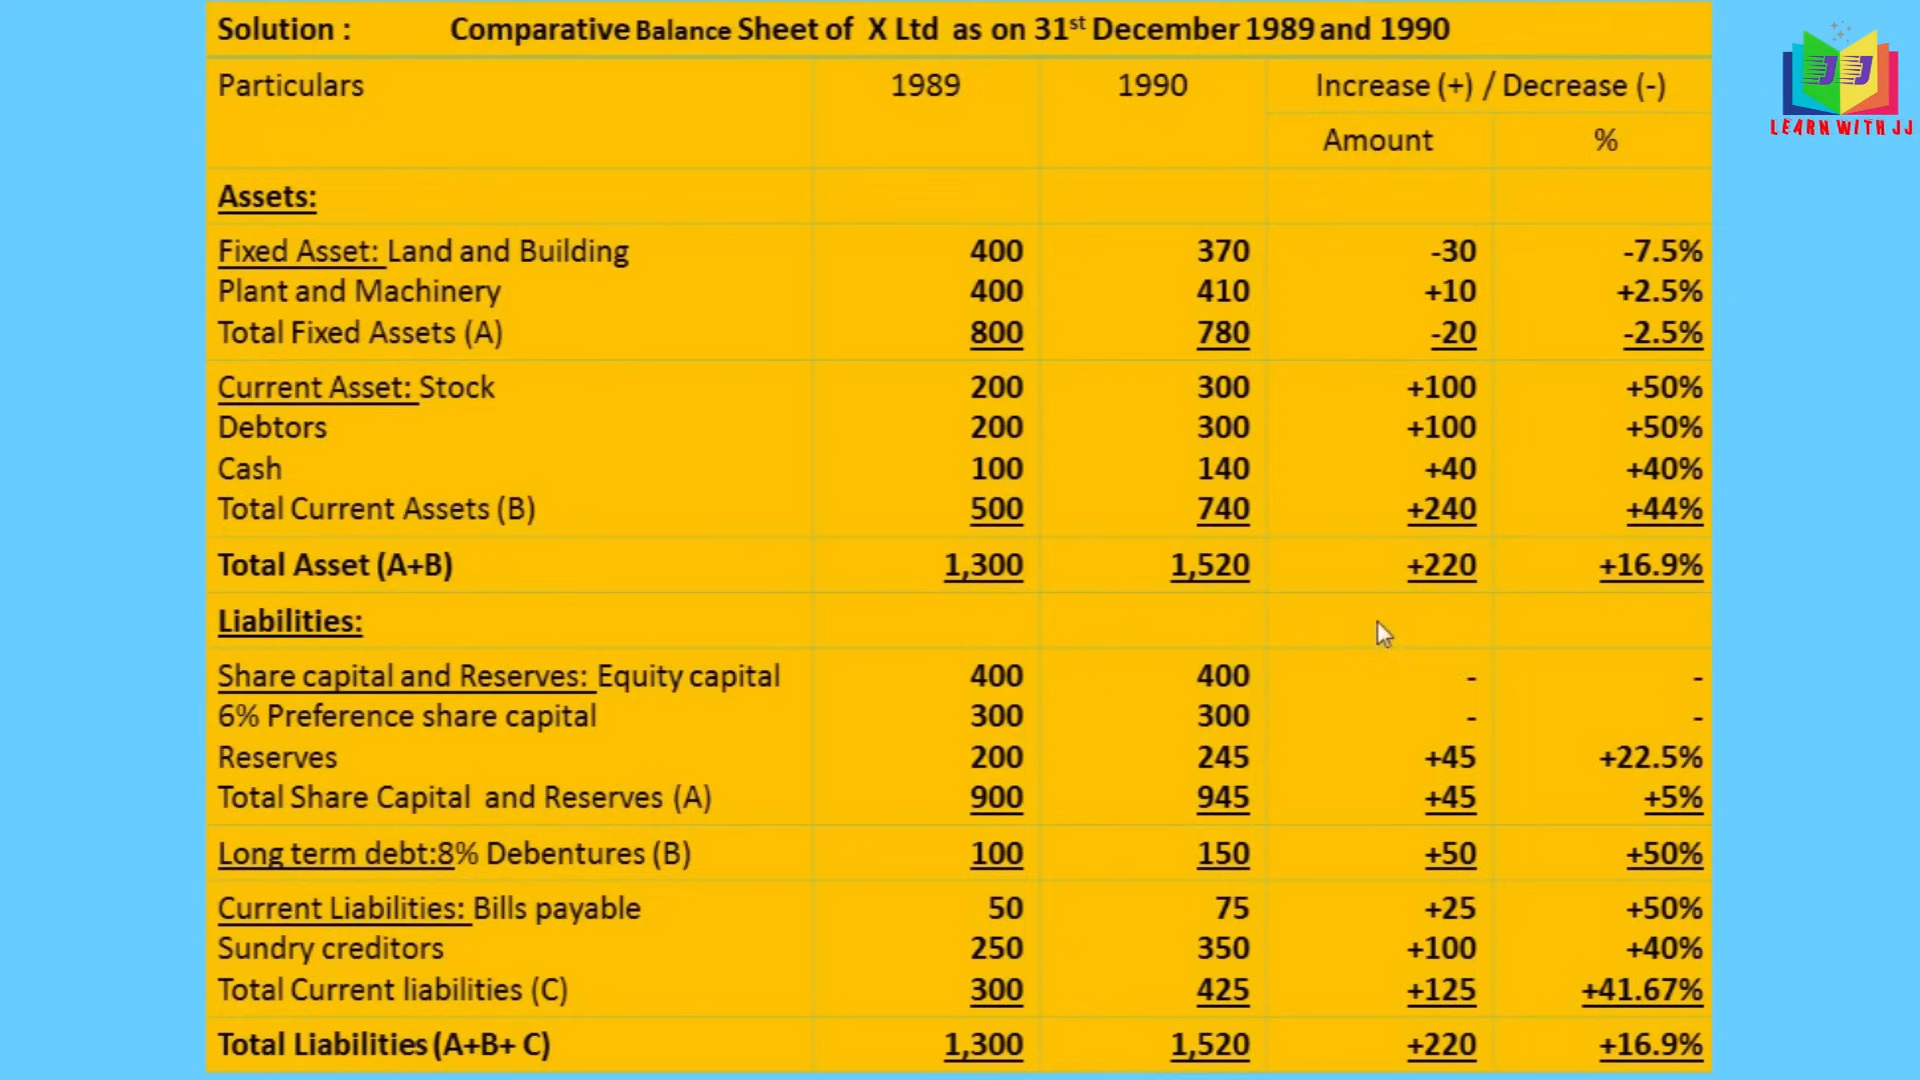 Solution : Comparative Balance Sheet of X Ltd as on 31st December 1989 and 1990
Particulars 1989 1990 Increase (+) / Decrease (-)
Amount %
Assets:
Fixed Asset: Land and Building 400 370 -30 -7.5%
Plant and Machinery 400 410 +10 +2.5%
Total Fixed Assets (A) 800 780 -20 -2.5%
Current Asset: Stock 200 300 +100 +50%
Debtors 200 300 +100 +50%
Cash 100 140 +40 +40%
Total Current Assets (B) 500 740 +240 +44%
Total Asset (A+B) 1,300 1,520 +220 +16.9%
Liabilities:
Share capital and Reserves: Equity capital 400 400 - -
6% Preference share capital 300 300 - -
Reserves 200 245 +45 +22.5%
Total Share Capital and Reserves (A) 900 945 +45 +5%
Long term debt:8% Debentures (B) 100 150 +50 +50%
Current Liabilities: Bills payable 50 75 +25 +50%
Sundry creditors 250 350 +100 +40%
Total Current liabilities (C) 300 425 +125 +41.67%
Total Liabilities (A+B+ C) 1,300 1,520 +220 +16.9%
JJ
LEARN WITH JJ